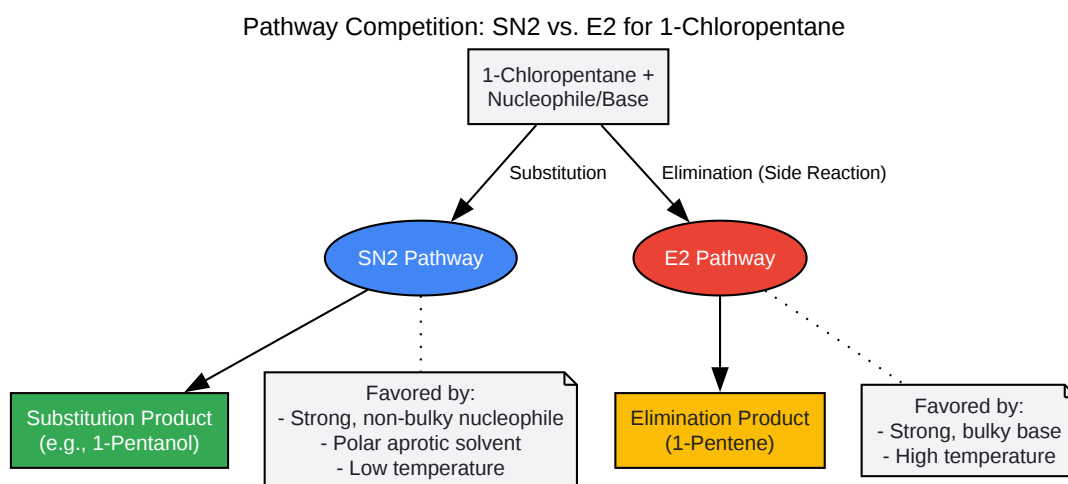 Pathway Competition: SN2 vs. E2 for 1-Chloropentane
1-Chloropentane +
Nucleophile/Base
Substitution
Elimination (Side Reaction)
SN2 Pathway
E2 Pathway
Substitution Product
(e.g., 1-Pentanol)
Favored by:
- Strong, non-bulky nucleophile
- Polar aprotic solvent
- Low temperature
Elimination Product
(1-Pentene)
Favored by:
- Strong, bulky base
- High temperature